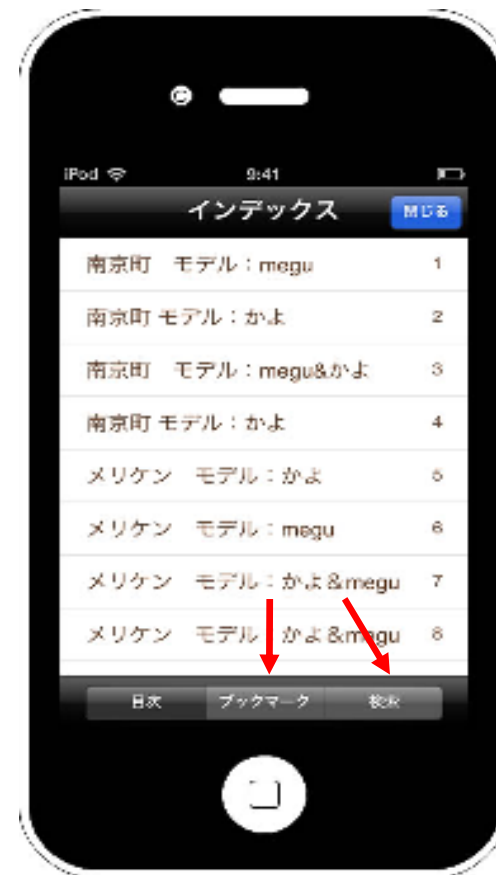 iPod 9:41
インデックス 閉じる
南京町　モデル：megu 1
南京町 モデル：かよ 2
南京町　モデル：megu&かよ 3
南京町 モデル：かよ 4
メリケン　モデル：かよ 5
メリケン　モデル：megu 6
メリケン　モデル：かよ&megu 7
メリケン　モデル：かよ&megu 8
目次 ブックマーク 検索